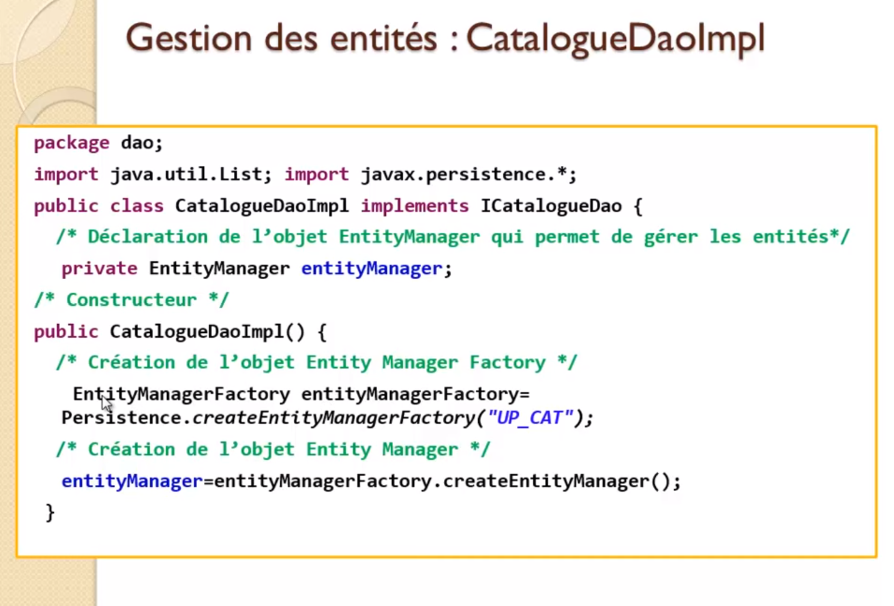 Gestion des entités : CatalogueDaoImpl
package dao;
import java.util.List; import javax.persistence.*;
public class CatalogueDaoImpl implements ICatalogueDao {
/* Déclaration de l’objet EntityManager qui permet de gérer les entités*/
private EntityManager entityManager;
/* Constructeur */
public CatalogueDaoImpl() {
/* Création de l’objet Entity Manager Factory */
EntityManagerFactory entityManagerFactory=
Persistence.createEntityManagerFactory("UP_CAT");
/* Création de l’objet Entity Manager */
entityManager=entityManagerFactory.createEntityManager();
}